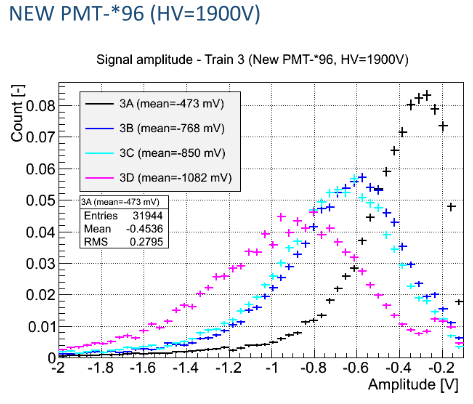 NEW PMT-*96 (HV=1900V)
Signal amplitude - Train 3 (New PMT-*96, HV=1900V)
Count [-]
0.08
0.07
0.06
0.05
0.04
0.03
0.02
0.01
0
3A (mean=-473 mV)
3B (mean=-768 mV)
3C (mean=-850 mV)
3D (mean=-1082 mV)
3A (mean=-473 mV)
Entries 31944
Mean -0.4536
RMS 0.2795
-2 -1.8 -1.6 -1.4 -1.2 -1 -0.8 -0.6 -0.4 -0.2
Amplitude [V]